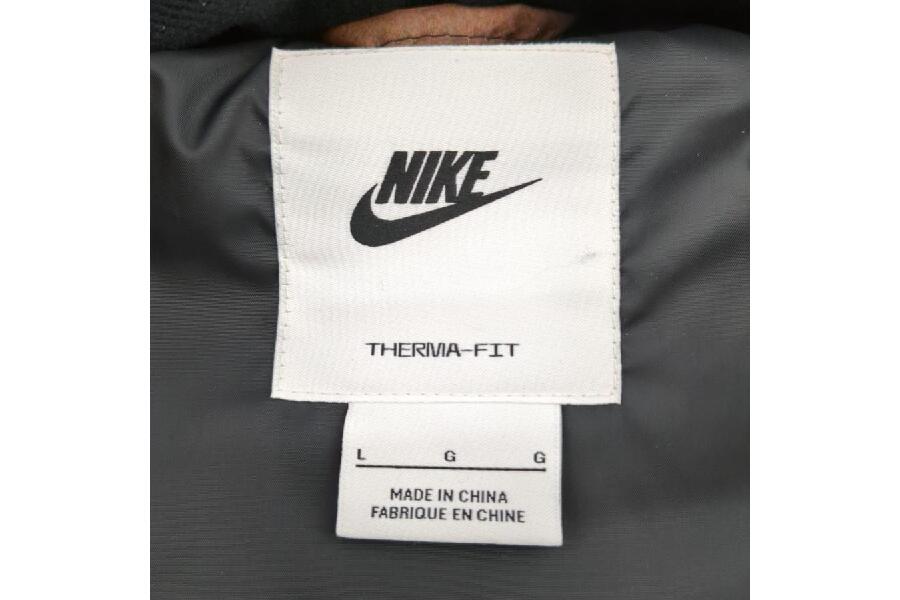 NIKE
THERMA-FIT
L G G
MADE IN CHINA
FABRIQUE EN CHINE